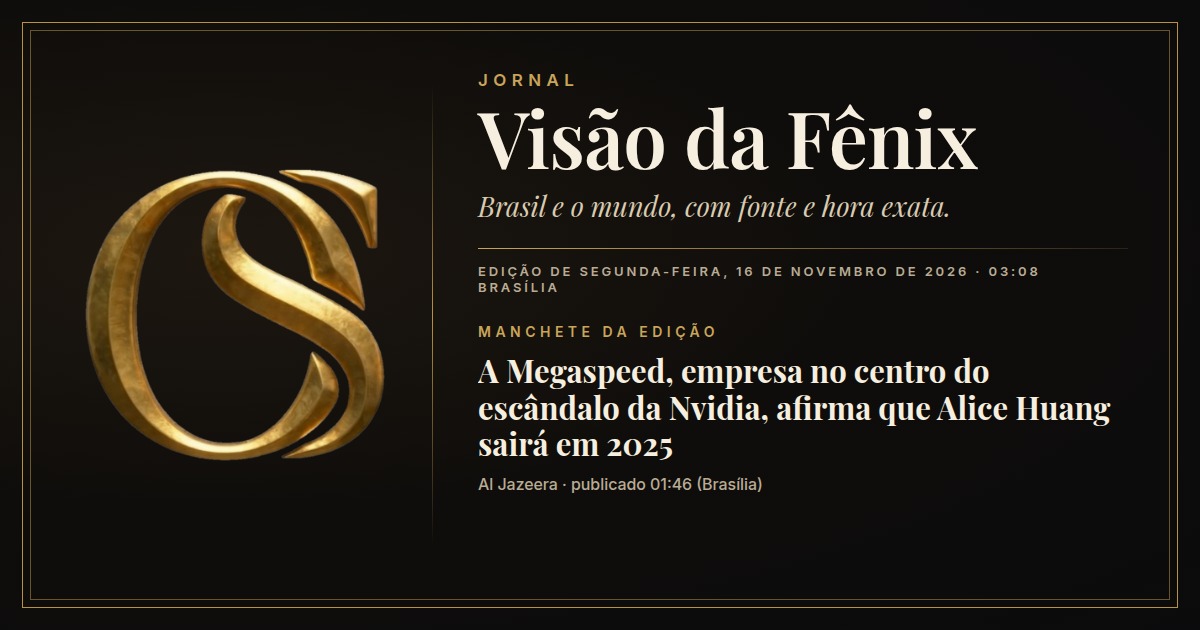 JORNAL
Visão da Fênix
Brasil e o mundo, com fonte e hora exata.
EDIÇÃO DE SEGUNDA-FEIRA, 16 DE NOVEMBRO DE 2026 · 03:08
BRASÍLIA
MANCHETE DA EDIÇÃO
A Megaspeed, empresa no centro do
escândalo da Nvidia, afirma que Alice Huang
sairá em 2025
Al Jazeera · publicado 01:46 (Brasília)
OS